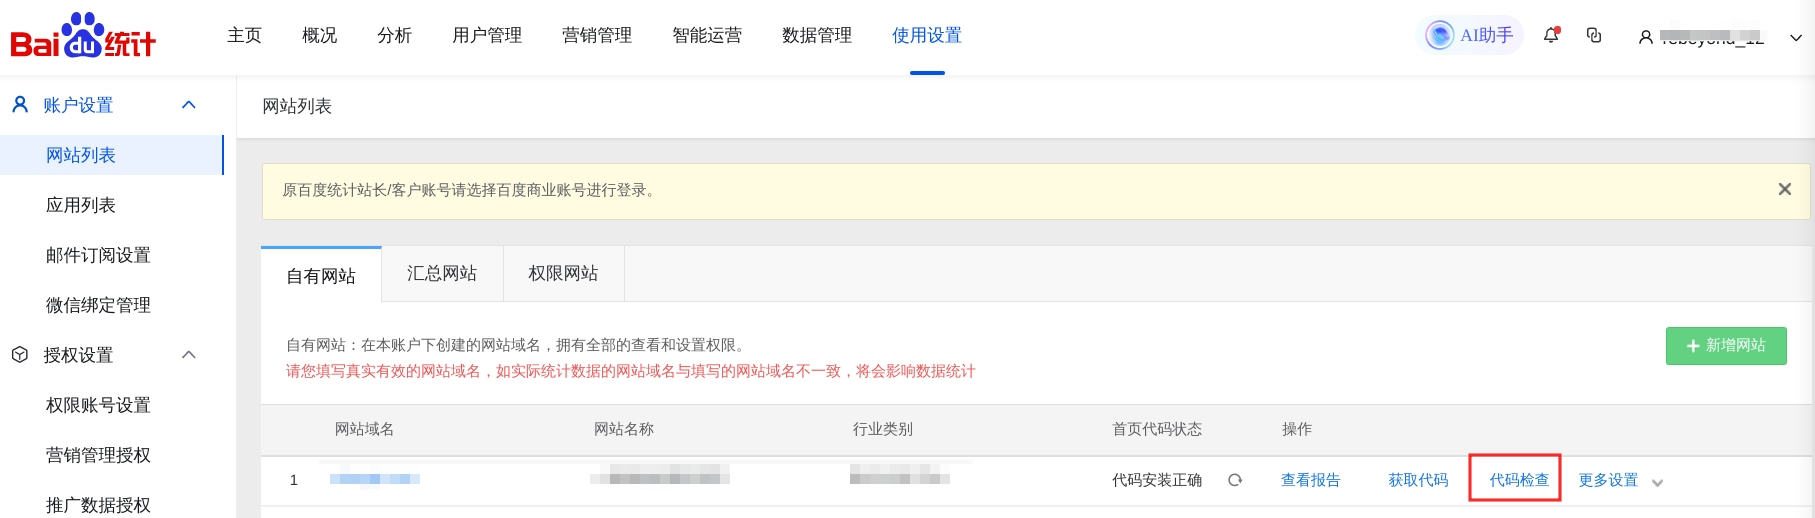 Bai du 统计
主页 概况 分析 用户管理 营销管理 智能运营 数据管理 使用设置 AI助手
账户设置
网站列表
应用列表
邮件订阅设置
微信绑定管理
授权设置
权限账号设置
营销管理授权
推广数据授权
网站列表
原百度统计站长/客户账号请选择百度商业账号进行登录。
自有网站 汇总网站 权限网站
自有网站：在本账户下创建的网站域名，拥有全部的查看和设置权限。
请您填写真实有效的网站域名，如实际统计数据的网站域名与填写的网站域名不一致，将会影响数据统计
新增网站
网站域名 网站名称 行业类别 首页代码状态 操作
1 代码安装正确 查看报告 获取代码 代码检查 更多设置